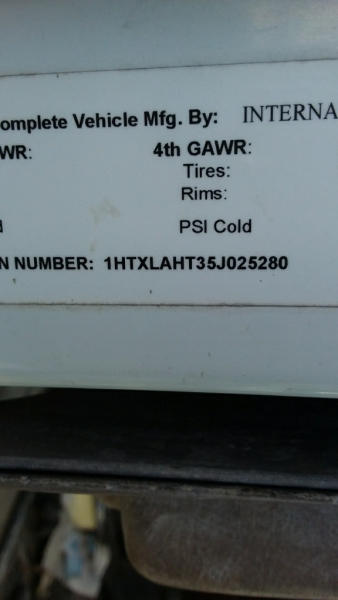 omplete Vehicle Mfg. By: INTERNA
WR: 4th GAWR:
Tires:
Rims:
d PSI Cold
N NUMBER: 1HTXLAHT35J025280